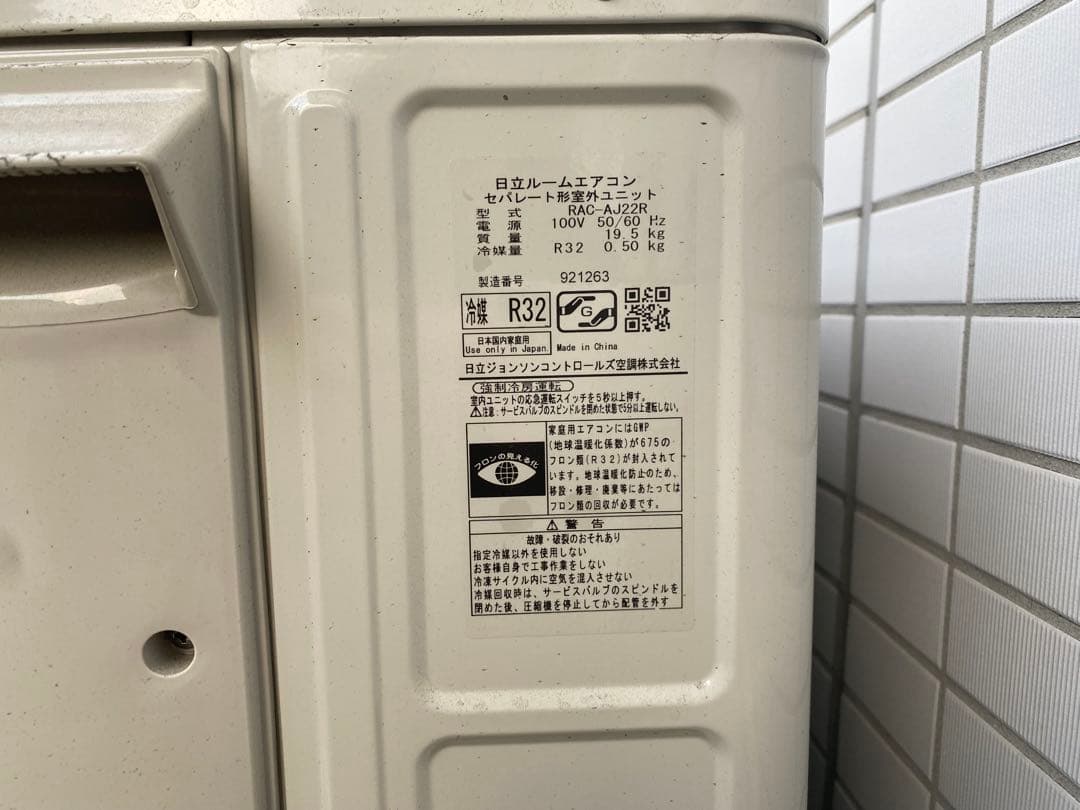 日立ルームエアコン
セパレート形室外ユニット
型式 RAC-AJ22R
電源 100V 50/60 Hz
質量 19.5 kg
冷媒量 R32 0.50 kg
製造番号 921263
冷媒 R32
G
日本国内家庭用
Use only in Japan.
Made in China
日立ジョンソンコントロールズ空調株式会社
強制冷房運転
室内ユニットの応急運転スイッチを5秒以上押す。
⚠注意:サービスバルブのスピンドルを閉めた状態で5分以上運転しない。
フロンの見える化
家庭用エアコンにはGWP
(地球温暖化係数)が675の
フロン類(R32)が封入されて
います。地球温暖化防止のため、
移設・修理・廃業等にあたっては
フロン類の回収が必要です。
⚠警告
故障・破裂のおそれあり
指定冷媒以外を使用しない
お客様自身で工事作業をしない
冷凍サイクル内に空気を混入させない
冷媒回収時は、サービスバルブのスピンドルを
閉めた後、圧縮機を停止してから配管を外す